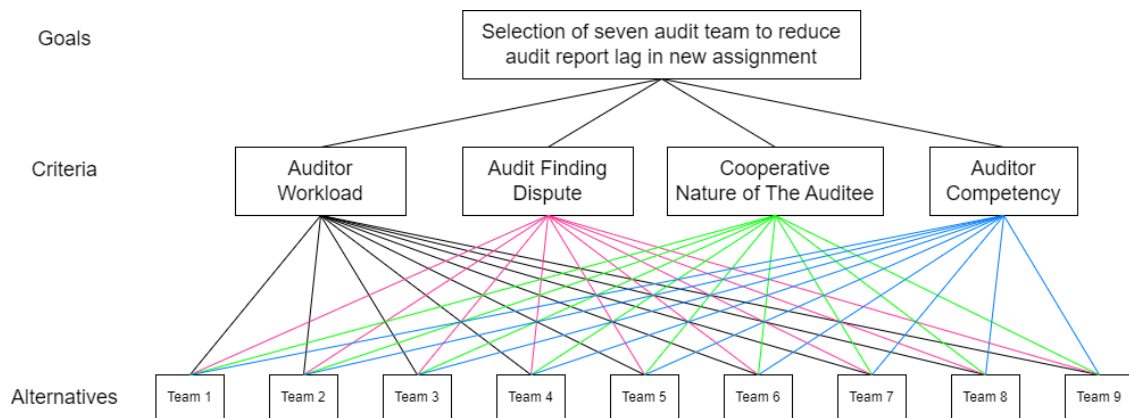 Goals
Selection of seven audit team to reduce
audit report lag in new assignment
Criteria
Auditor
Workload
Audit Finding
Dispute
Cooperative
Nature of The Auditee
Auditor
Competency
Alternatives
Team 1
Team 2
Team 3
Team 4
Team 5
Team 6
Team 7
Team 8
Team 9